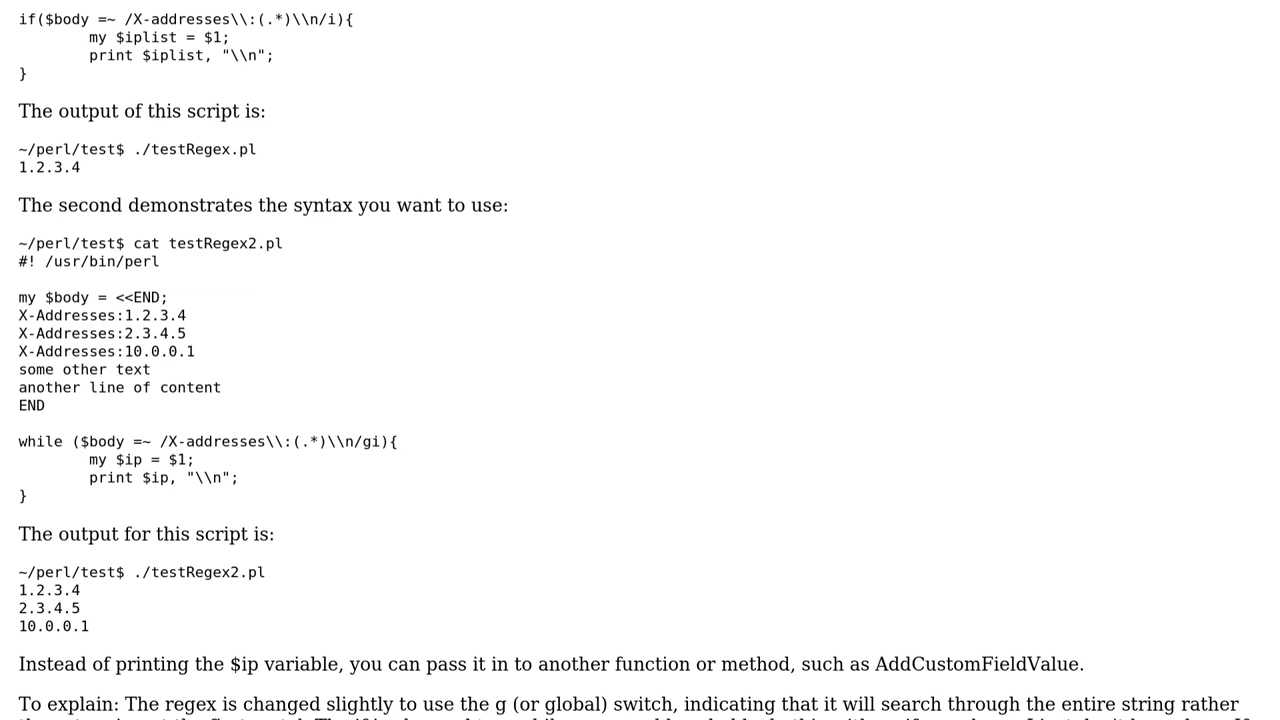 if($body =~ /X-addresses\\:(.*)\\n/i){
        my $iplist = $1;
        print $iplist, "\\n";
}
The output of this script is:
~/perl/test$ ./testRegex.pl
1.2.3.4
The second demonstrates the syntax you want to use:
~/perl/test$ cat testRegex2.pl
#! /usr/bin/perl
my $body = <<END;
X-Addresses:1.2.3.4
X-Addresses:2.3.4.5
X-Addresses:10.0.0.1
some other text
another line of content
END
while ($body =~ /X-addresses\\:(.*)\\n/gi){
        my $ip = $1;
        print $ip, "\\n";
}
The output for this script is:
~/perl/test$ ./testRegex2.pl
1.2.3.4
2.3.4.5
10.0.0.1
Instead of printing the $ip variable, you can pass it in to another function or method, such as AddCustomFieldValue.
To explain: The regex is changed slightly to use the g (or global) switch, indicating that it will search through the entire string rather